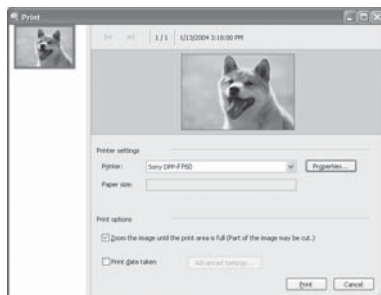 Print
1/1
1/13/2004 3:18:00 PM
Printer settings
Printer: Sony DPP-FP60 Properties...
Paper size:
Print options
Zoom the image until the print area is full (Part of the image may be cut.)
Print date taken Advanced Settings...
Print Cancel